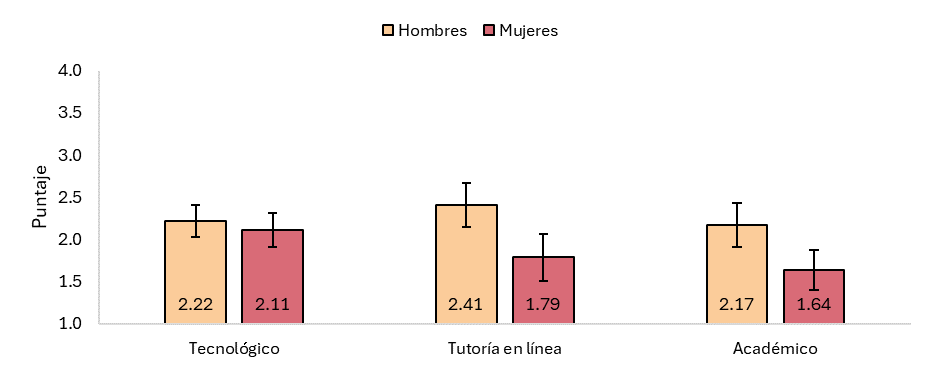 Hombres Mujeres
4.0
3.5
3.0
2.5
2.0
1.5
1.0
Puntaje
2.22 2.11 2.41 1.79 2.17 1.64
Tecnológico Tutoría en línea Académico